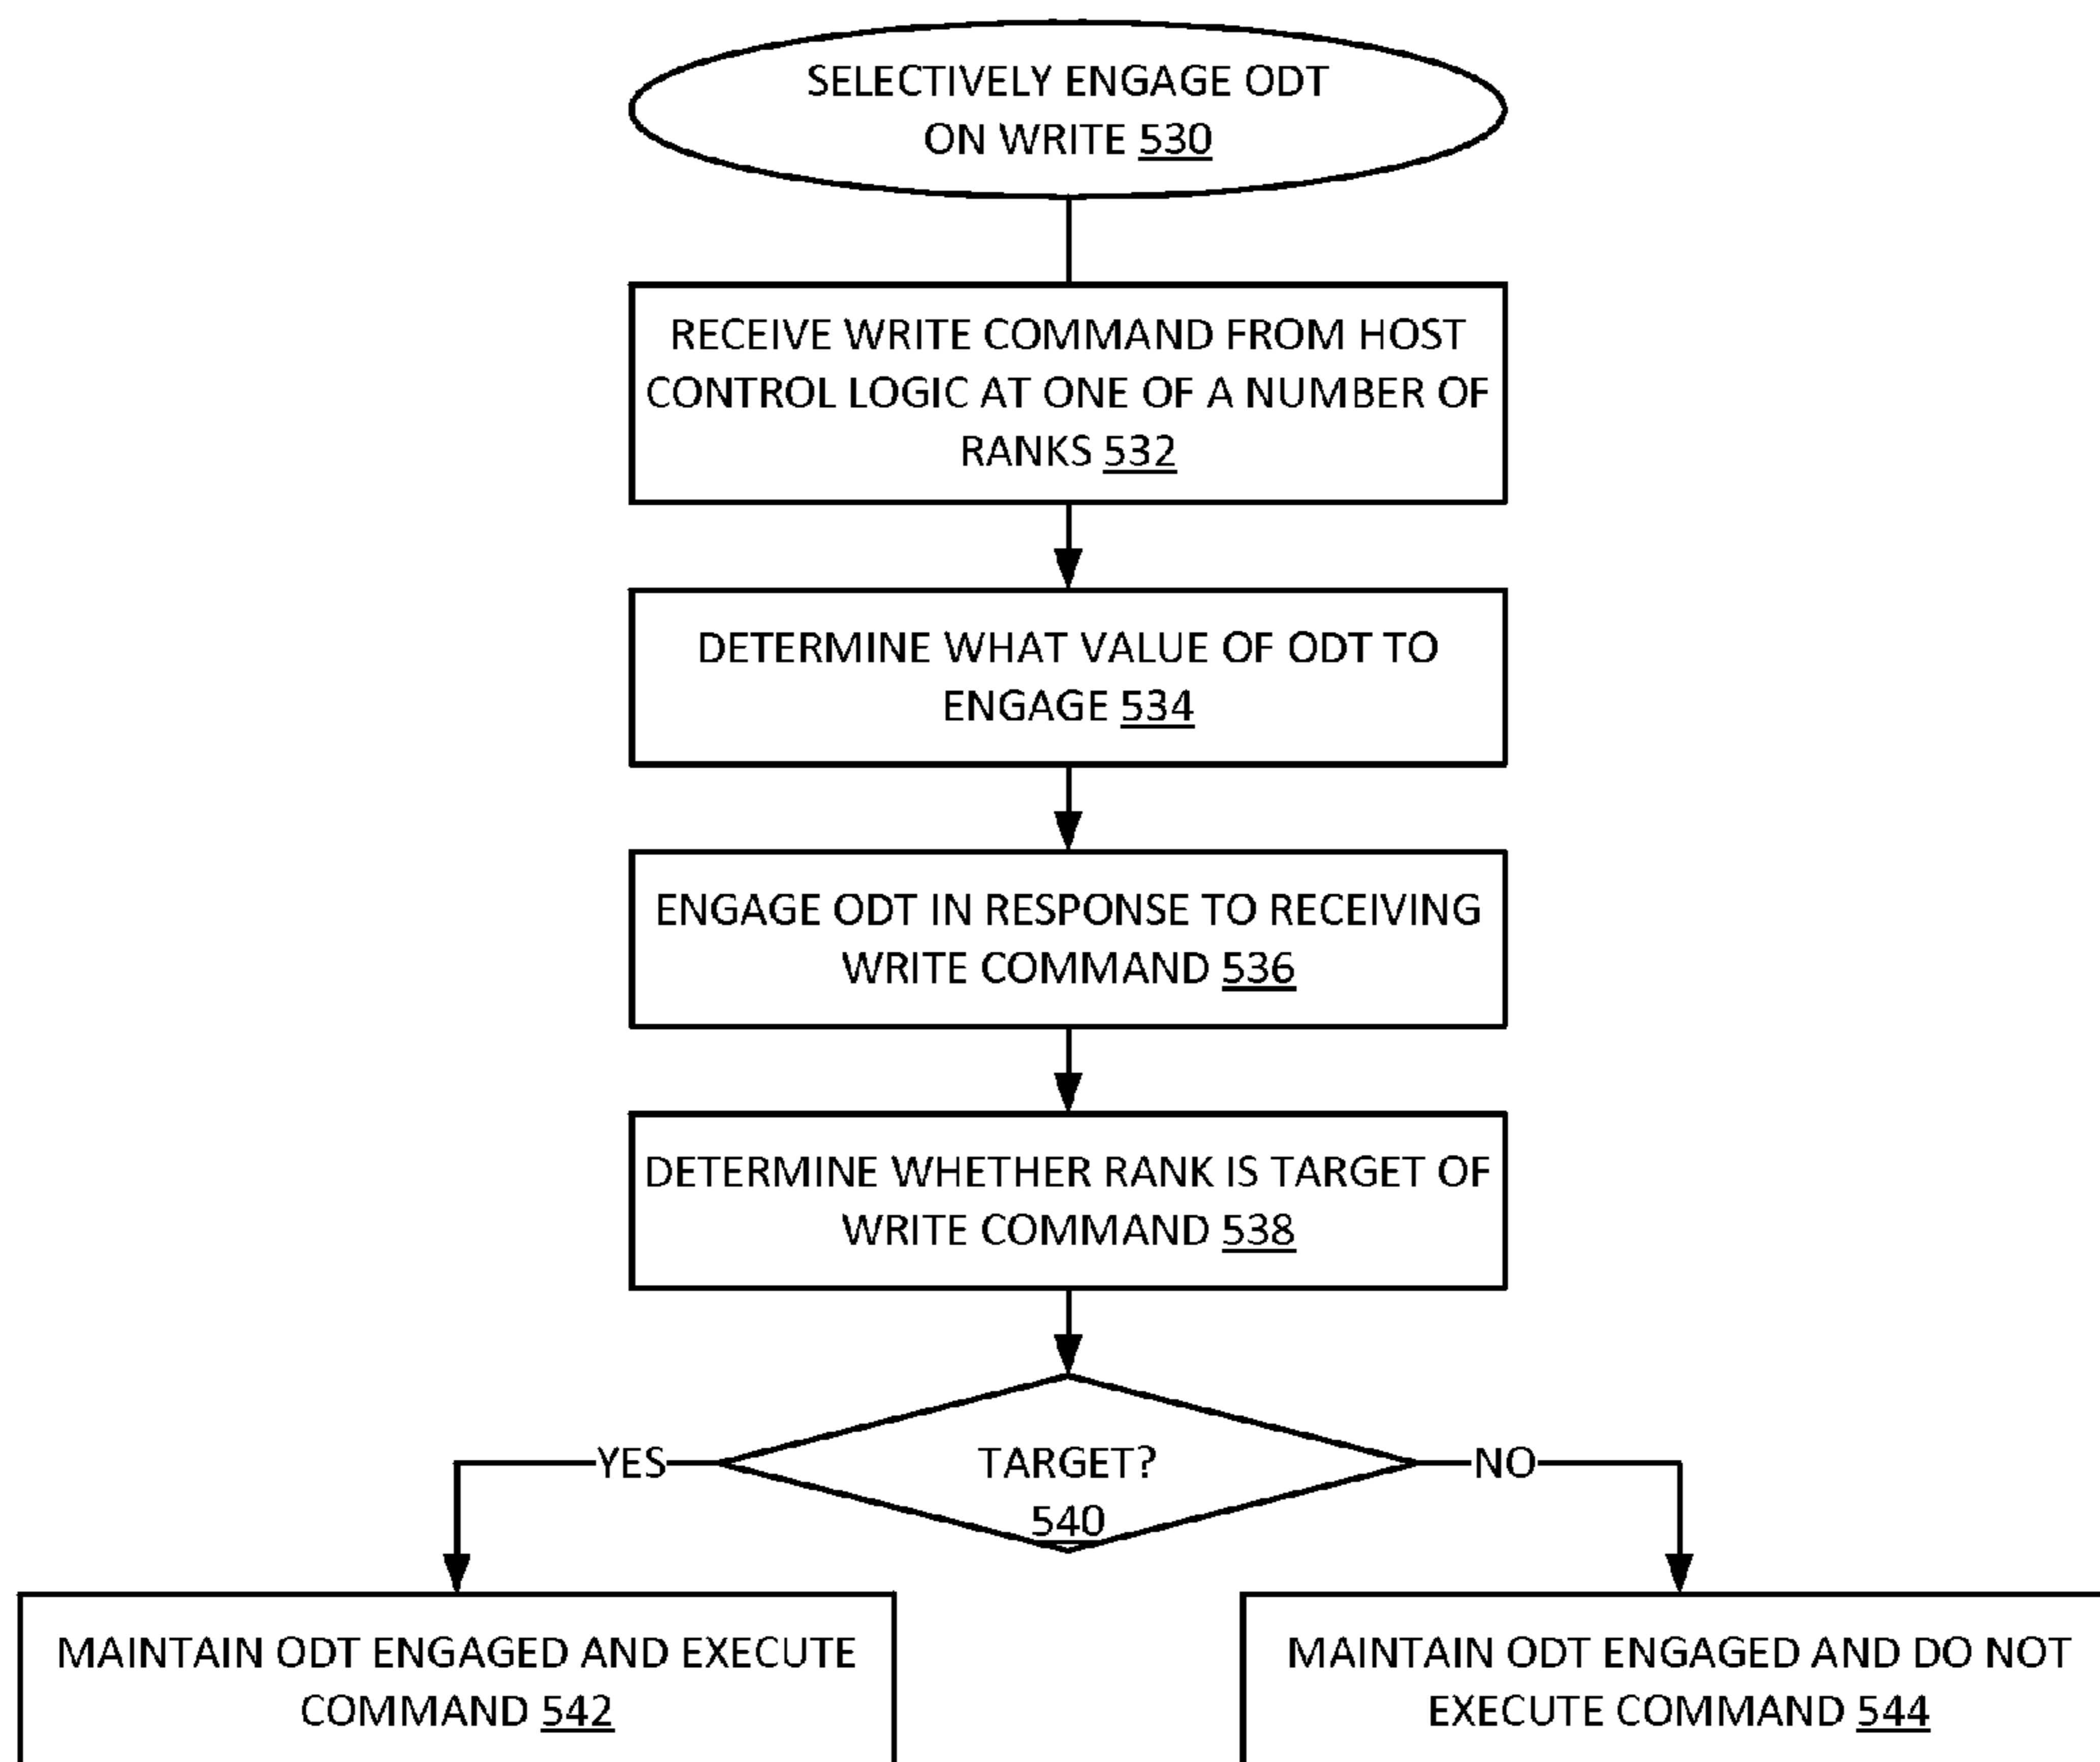 SELECTIVELY ENGAGE ODT
ON WRITE 530
RECEIVE WRITE COMMAND FROM HOST
CONTROL LOGIC AT ONE OF A NUMBER OF
RANKS 532
DETERMINE WHAT VALUE OF ODT TO
ENGAGE 534
ENGAGE ODT IN RESPONSE TO RECEIVING
WRITE COMMAND 536
DETERMINE WHETHER RANK IS TARGET OF
WRITE COMMAND 538
YES
TARGET?
540
NO
MAINTAIN ODT ENGAGED AND EXECUTE
COMMAND 542
MAINTAIN ODT ENGAGED AND DO NOT
EXECUTE COMMAND 544